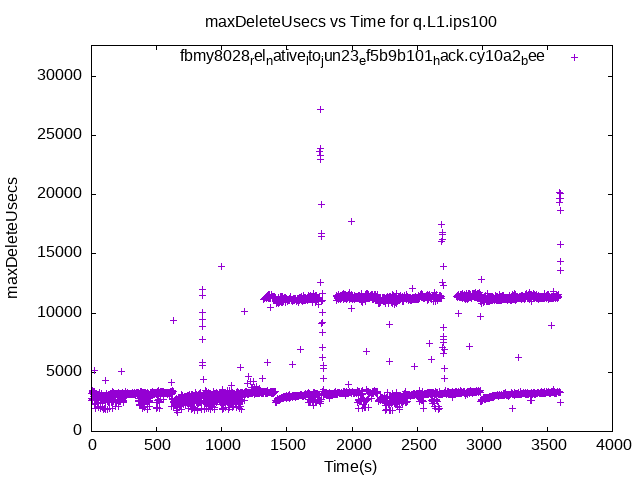 maxDeleteUsecs vs Time for q.L1.ips100
fbmy8028relnativeltojun23ef5b9b101hack.cy10a2bee
30000
25000
20000
15000
10000
5000
0
maxDeleteUsecs
0 500 1000 1500 2000 2500 3000 3500 4000
Time(s)